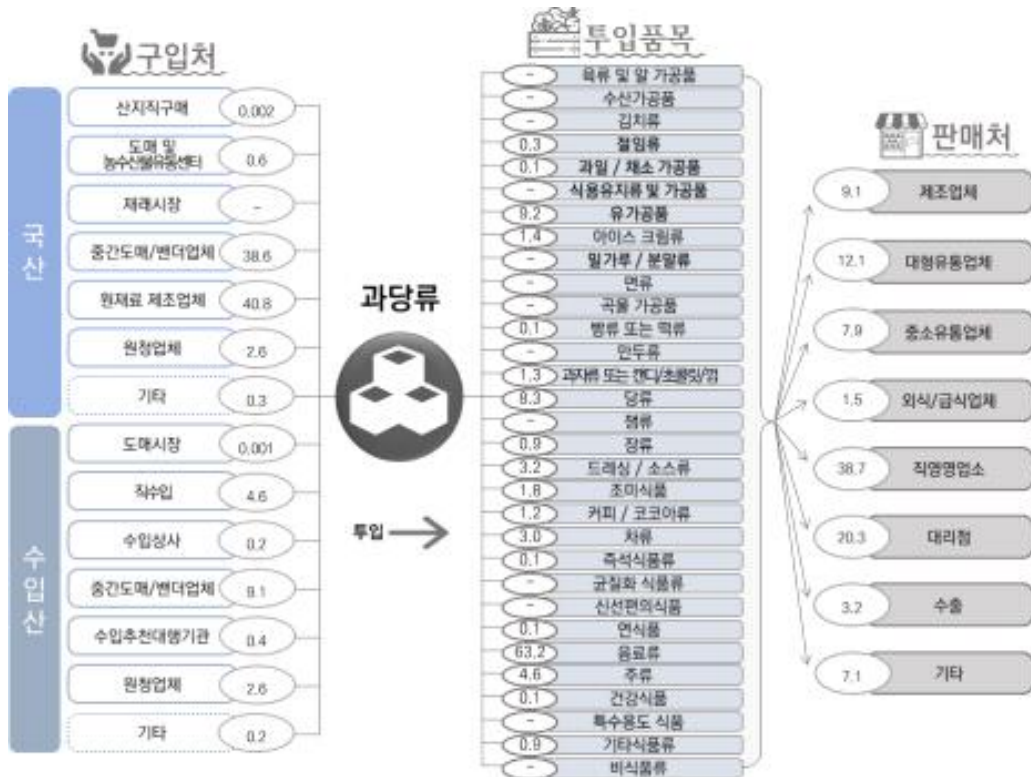 구입처
국산
산지직구매 0.002
도매 및
농수산물유통센터 0.6
재래시장 -
중간도매/밴더업체 38.6
원재료 제조업체 40.8
원청업체 2.6
기타 0.3
수입산
도매시장 0.001
직수입 4.6
수입상사 0.2
중간도매/밴더업체 9.1
수입추천대행기관 0.4
원청업체 2.6
기타 0.2
과당류
투입
투입품목
- 육류 및 알 가공품
- 수산가공품
- 김치류
0.3 절임류
0.1 과일 / 채소 가공품
- 식용유지류 및 가공품
9.2 유가공품
1.4 아이스 크림류
- 밀가루 / 분말류
- 면류
- 곡물 가공품
0.1 빵류 또는 떡류
- 만두류
1.3 과자류 또는 캔디/초콜릿/껌
8.3 당류
- 잼류
0.9 장류
3.2 드레싱 / 소스류
1.8 조미식품
1.2 커피 / 코코아류
3.0 차류
0.1 즉석식품류
- 균질화 식품류
- 신선편의식품
0.1 연식품
63.2 음료류
4.6 주류
0.1 건강식품
- 특수용도 식품
0.9 기타식품류
- 비식품류
판매처
9.1 제조업체
12.1 대형유통업체
7.9 중소유통업체
1.5 외식/급식업체
38.7 직영영업소
20.3 대리점
3.2 수출
7.1 기타